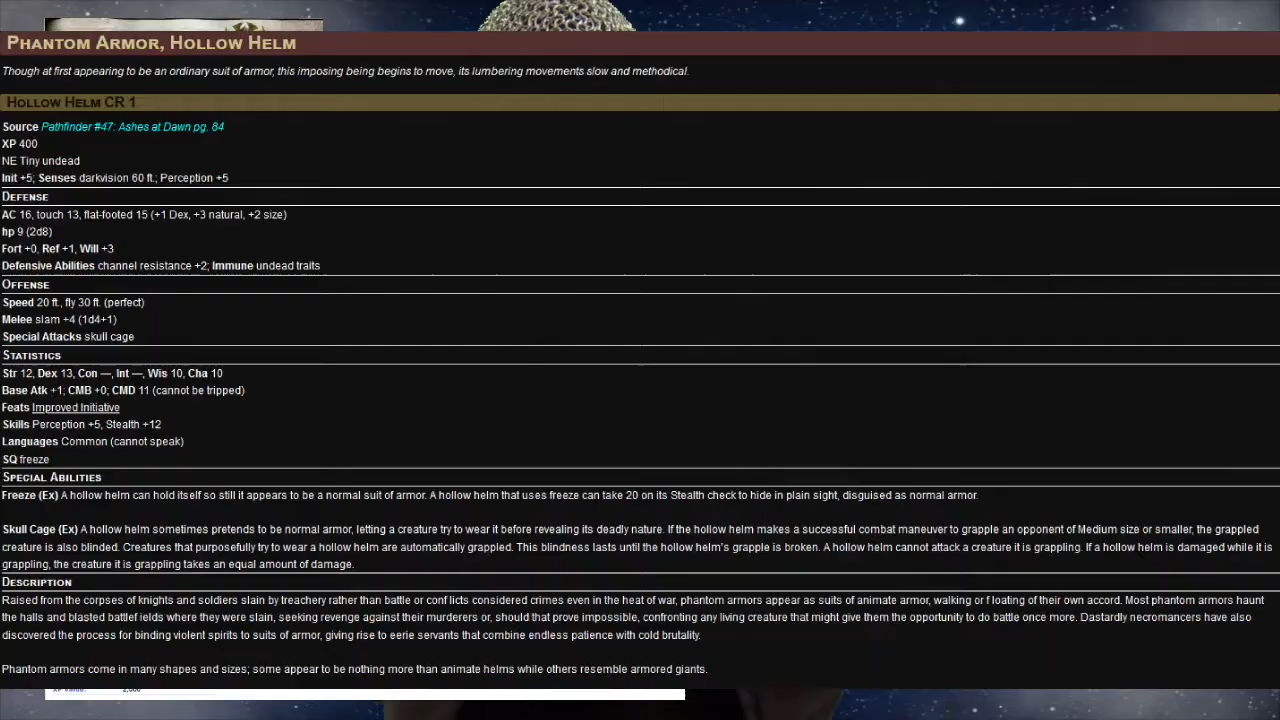 Phantom Armor, Hollow Helm
Though at first appearing to be an ordinary suit of armor, this imposing being begins to move, its lumbering movements slow and methodical.
Hollow Helm CR 1
Source Pathfinder #47: Ashes at Dawn pg. 84
XP 400
NE Tiny undead
Init +5; Senses darkvision 60 ft.; Perception +5
Defense
AC 16, touch 13, flat-footed 15 (+1 Dex, +3 natural, +2 size)
hp 9 (2d8)
Fort +0, Ref +1, Will +3
Defensive Abilities channel resistance +2; Immune undead traits
Offense
Speed 20 ft., fly 30 ft. (perfect)
Melee slam +4 (1d4+1)
Special Attacks skull cage
Statistics
Str 12, Dex 13, Con —, Int —, Wis 10, Cha 10
Base Atk +1; CMB +0; CMD 11 (cannot be tripped)
Feats Improved Initiative
Skills Perception +5, Stealth +12
Languages Common (cannot speak)
SQ freeze
Special Abilities
Freeze (Ex) A hollow helm can hold itself so still it appears to be a normal suit of armor. A hollow helm that uses freeze can take 20 on its Stealth check to hide in plain sight, disguised as normal armor.
Skull Cage (Ex) A hollow helm sometimes pretends to be normal armor, letting a creature try to wear it before revealing its deadly nature. If the hollow helm makes a successful combat maneuver to grapple an opponent of Medium size or smaller, the grappled
creature is also blinded. Creatures that purposefully try to wear a hollow helm are automatically grappled. This blindness lasts until the hollow helm's grapple is broken. A hollow helm cannot attack a creature it is grappling. If a hollow helm is damaged while it is
grappling, the creature it is grappling takes an equal amount of damage.
Description
Raised from the corpses of knights and soldiers slain by treachery rather than battle or conf licts considered crimes even in the heat of war, phantom armors appear as suits of animate armor, walking or f loating of their own accord. Most phantom armors haunt
the halls and blasted battlef ields where they were slain, seeking revenge against their murderers or, should that prove impossible, confronting any living creature that might give them the opportunity to do battle once more. Dastardly necromancers have also
discovered the process for binding violent spirits to suits of armor, giving rise to eerie servants that combine endless patience with cold brutality.
Phantom armors come in many shapes and sizes; some appear to be nothing more than animate helms while others resemble armored giants.
XP Value: 2,000